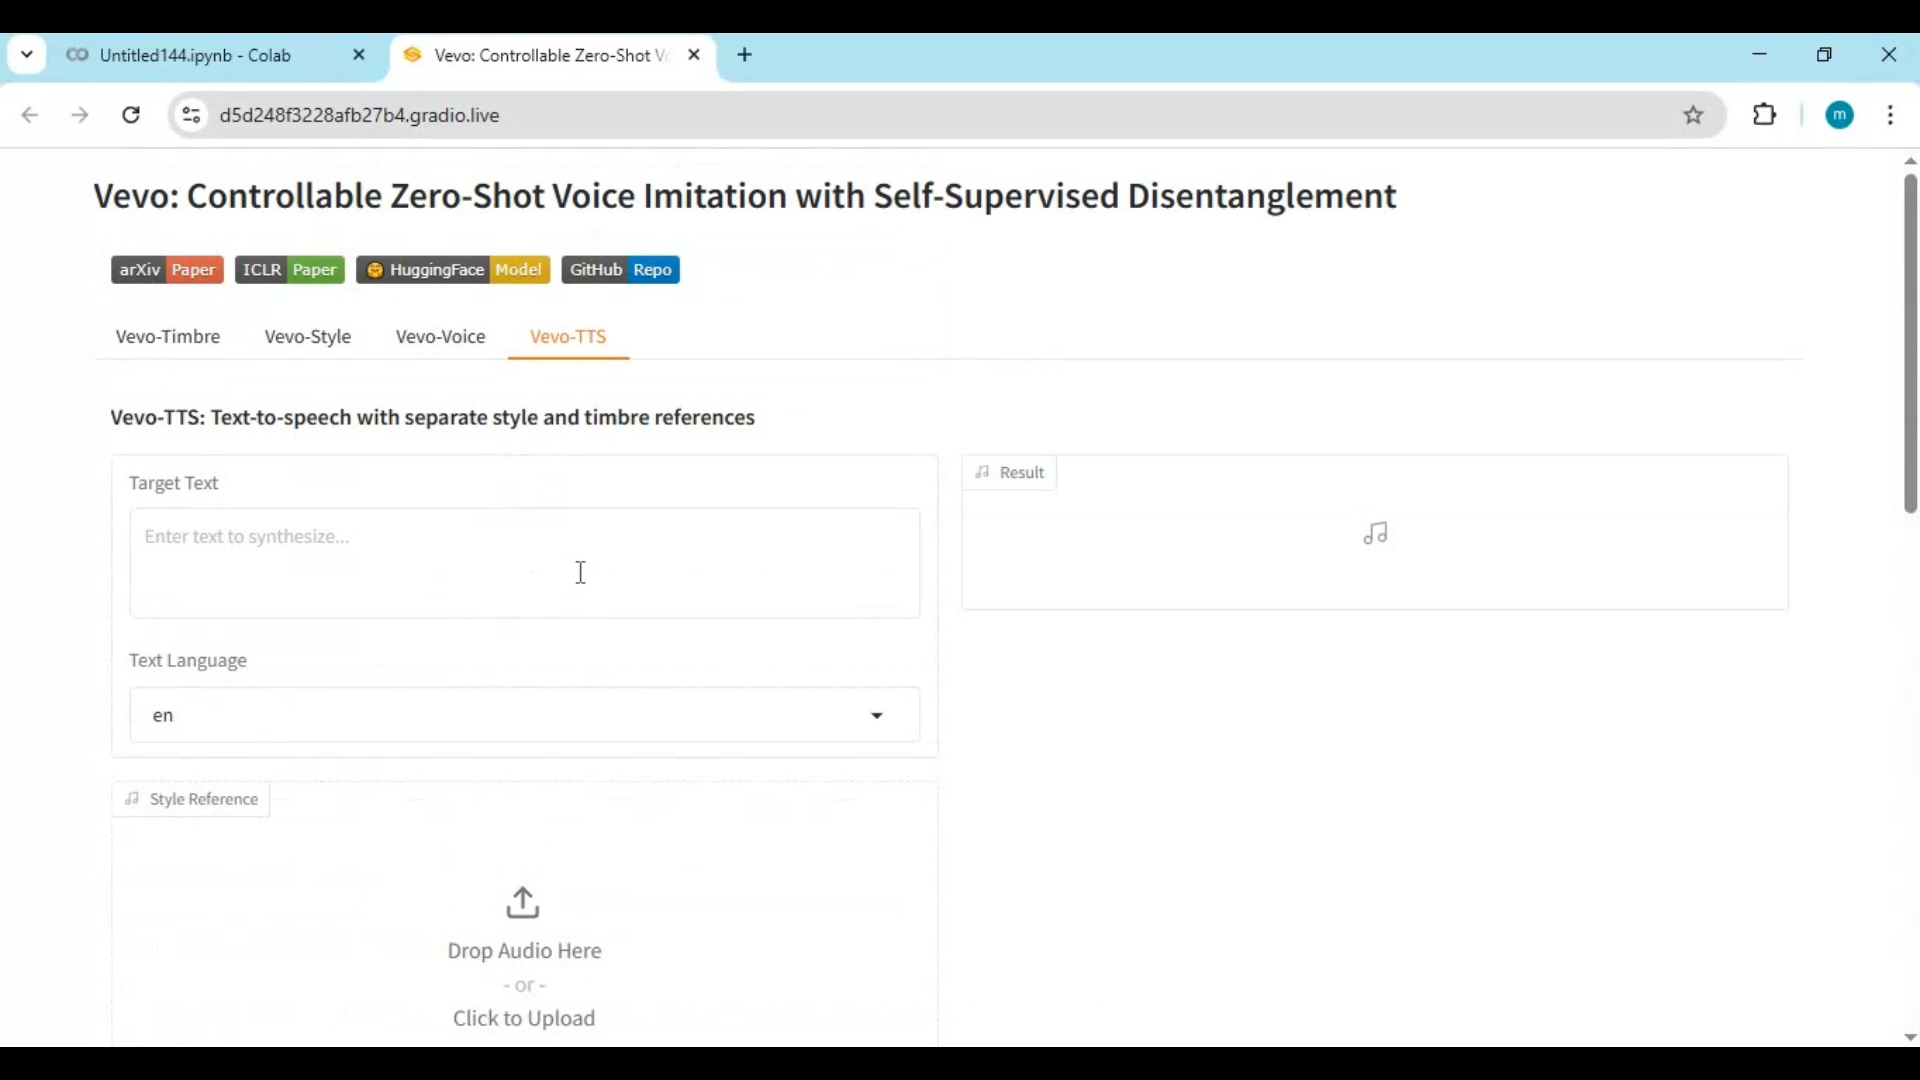 Untitled144.ipynb - Colab
Vevo: Controllable Zero-Shot Vo
d5d248f3228afb27b4.gradio.live
m
Vevo: Controllable Zero-Shot Voice Imitation with Self-Supervised Disentanglement
arXiv Paper ICLR Paper HuggingFace Model GitHub Repo
Vevo-Timbre Vevo-Style Vevo-Voice Vevo-TTS
Vevo-TTS: Text-to-speech with separate style and timbre references
Target Text
Enter text to synthesize...
Result
Text Language
en
Style Reference
Drop Audio Here
- or -
Click to Upload